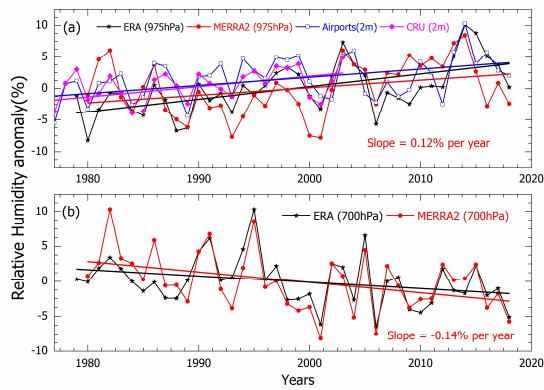 (a)
ERA (975hPa) MERRA2 (975hPa) Airports(2m) CRU (2m)
10
5
0
-5
-10
Slope = 0.12% per year
1980 1990 2000 2010 2020
(b)
ERA (700hPa) MERRA2 (700hPa)
10
5
0
-5
-10
Slope = -0.14% per year
1980 1990 2000 2010 2020
Years
Relative Humidity anomaly(%)